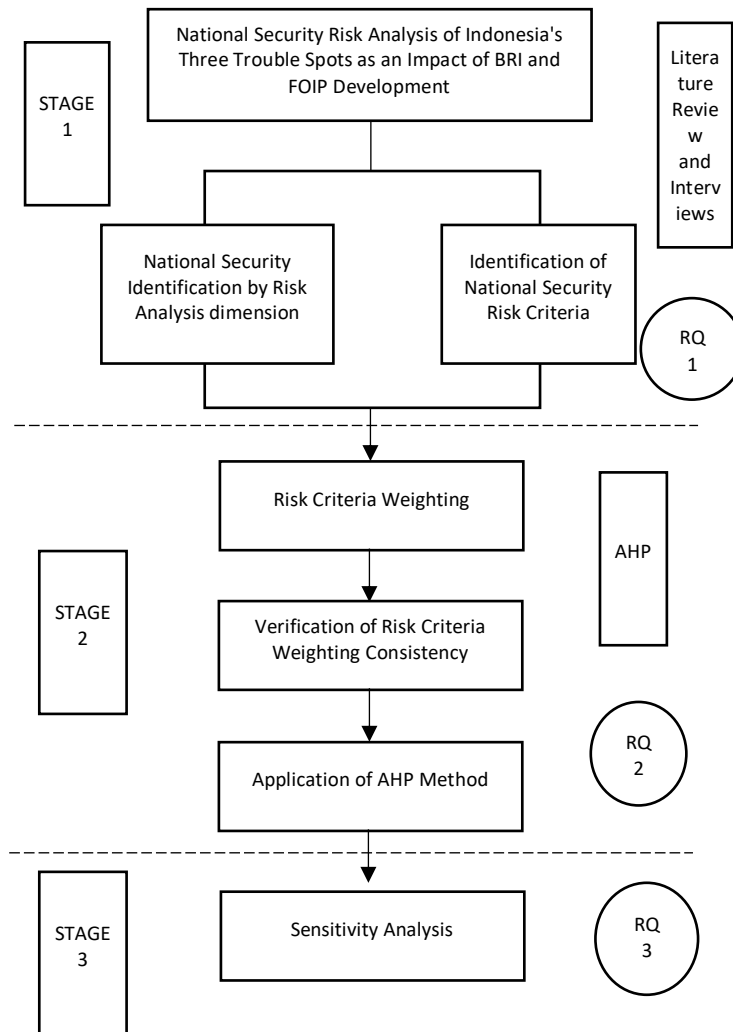 National Security Risk Analysis of Indonesia's
Three Trouble Spots as an Impact of BRI and
FOIP Development
STAGE
1
Litera
ture
Revie
w
and
Interv
iews
National Security
Identification by Risk
Analysis dimension
Identification of
National Security
Risk Criteria
RQ
1
Risk Criteria Weighting
AHP
STAGE
2
Verification of Risk Criteria
Weighting Consistency
RQ
2
Application of AHP Method
STAGE
3
Sensitivity Analysis
RQ
3